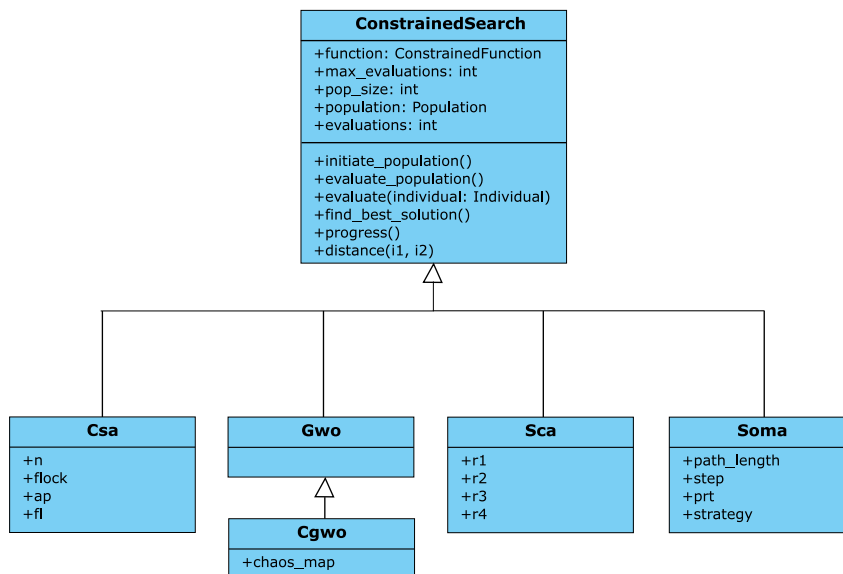 ConstrainedSearch
+function: ConstrainedFunction
+max_evaluations: int
+pop_size: int
+population: Population
+evaluations: int
+initiate_population()
+evaluate_population()
+evaluate(individual: Individual)
+find_best_solution()
+progress()
+distance(i1, i2)
Csa
+n
+flock
+ap
+fl
Gwo
Cgwo
+chaos_map
Sca
+r1
+r2
+r3
+r4
Soma
+path_length
+step
+prt
+strategy